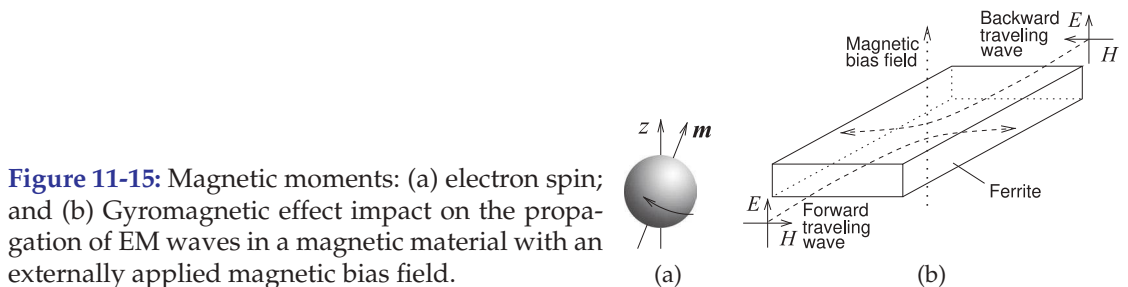 Figure 11-15: Magnetic moments: (a) electron spin;
and (b) Gyromagnetic effect impact on the propa-
gation of EM waves in a magnetic material with an
externally applied magnetic bias field.
z
m
(a)
Magnetic
bias field
Backward
traveling
wave
E
H
Ferrite
E
H
Forward
traveling
wave
(b)